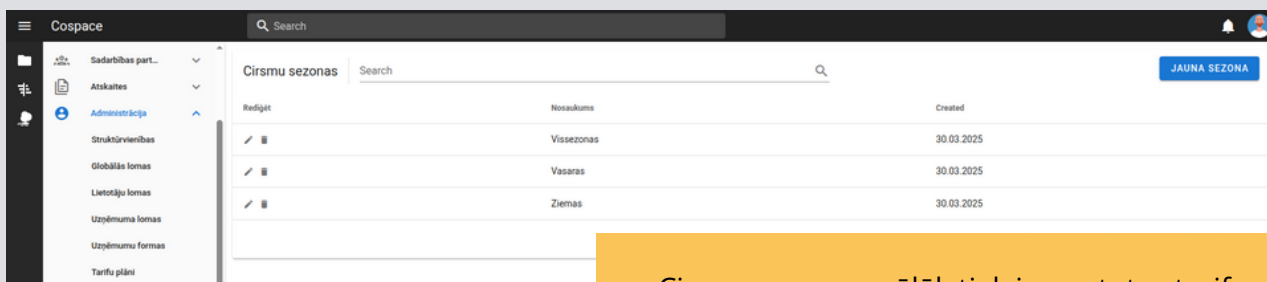 Cospace
Search
Sadarbības part...
Atskaites
Administrācija
Struktūrvienības
Globālās lomas
Lietotāju lomas
Uzņēmuma lomas
Uzņēmumu formas
Tarifu plāni
Cirsmu sezonas
Search
JAUNA SEZONA
Rediģēt Nosaukums Created
Vissezonas 30.03.2025
Vasaras 30.03.2025
Ziemas 30.03.2025